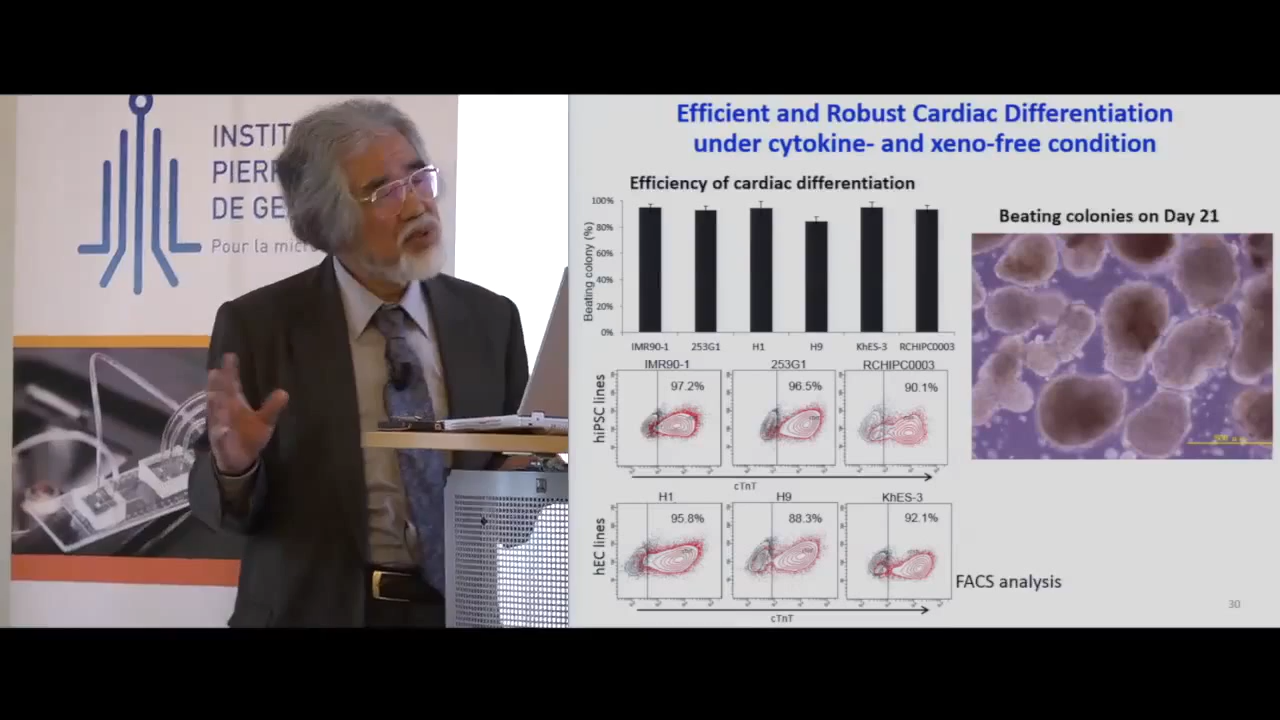 INSTIT
PIERR
DE GE
Pour la micr
Efficient and Robust Cardiac Differentiation
under cytokine- and xeno-free condition
Efficiency of cardiac differentiation
Beating colony (%)
100%
80%
60%
40%
20%
0%
IMR90-1 253G1 H1 H9 KhES-3 RCHIPC0003
Beating colonies on Day 21
hiPSC lines
IMR90-1 253G1 RCHIPC0003
97.2% 96.5% 90.1%
cTnT
hEC lines
H1 H9 KhES-3
95.8% 88.3% 92.1%
cTnT
FACS analysis
30